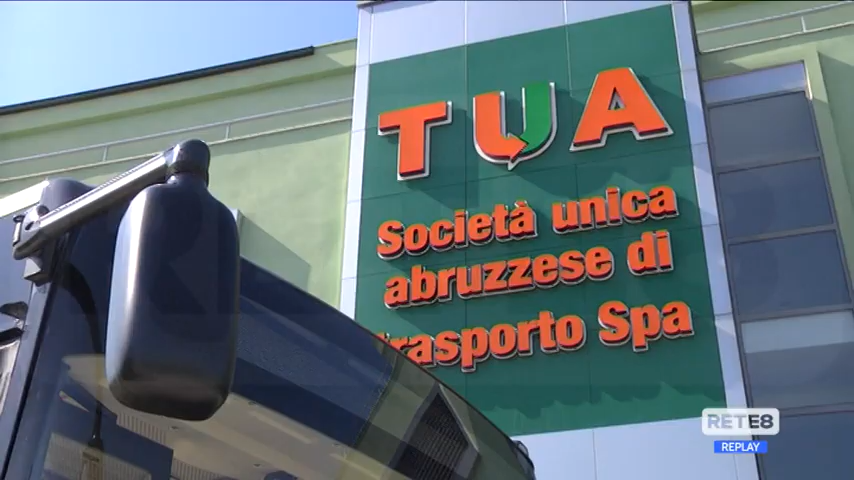 TUA
Società unica
abruzzese di
trasporto Spa
RETE8
REPLAY